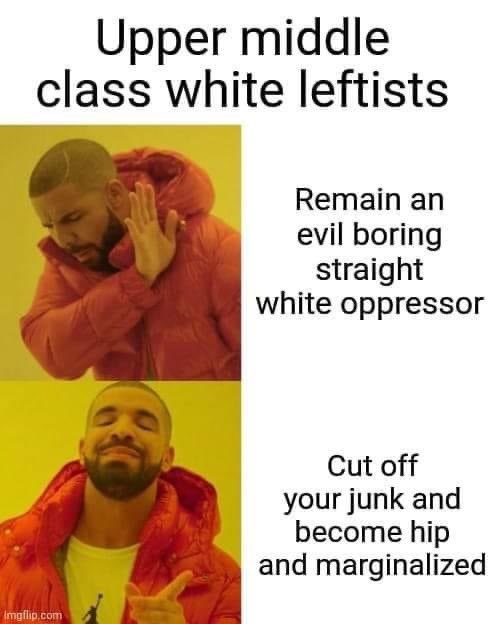 Upper middle
class white leftists
Remain an
evil boring
straight
white oppressor
Cut off
your junk and
become hip
and marginalized
imgflip.com